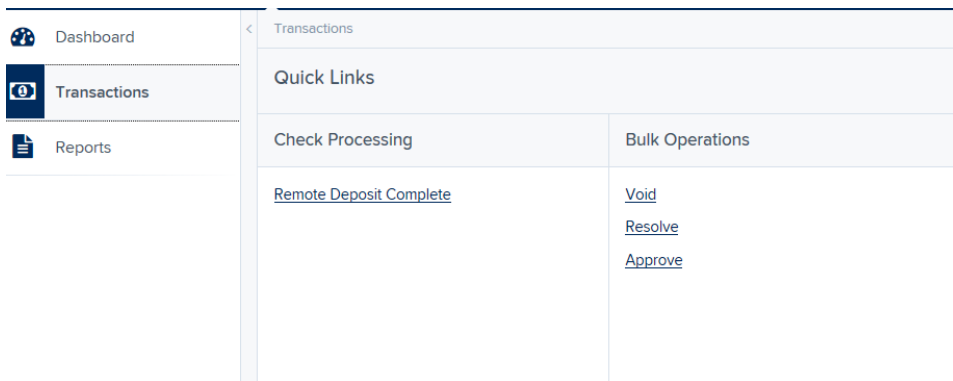 Dashboard
Transactions
Reports
Transactions
Quick Links
Check Processing
Remote Deposit Complete
Bulk Operations
Void
Resolve
Approve